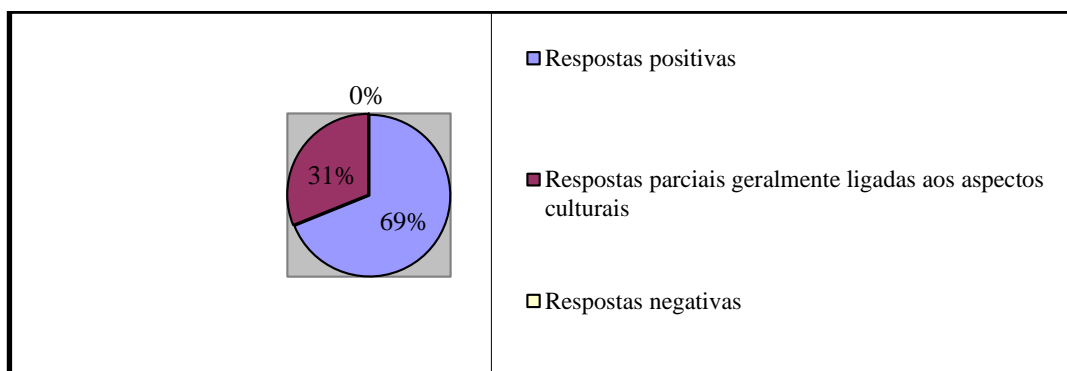 0%
31%
69%
Respostas positivas
Respostas parciais geralmente ligadas aos aspectos
culturais
Respostas negativas